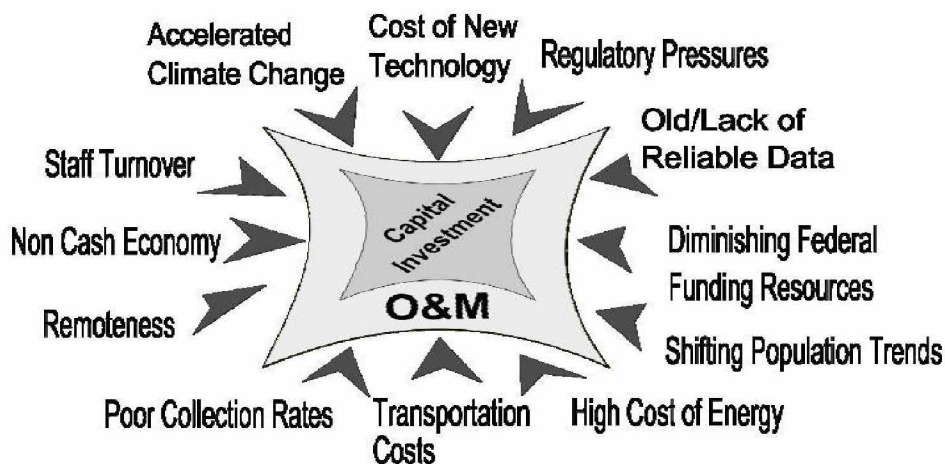 Accelerated
Climate Change
Cost of New
Technology
Regulatory Pressures
Old/Lack of
Reliable Data
Staff Turnover
Capital
Investment
Non Cash Economy
Diminishing Federal
Funding Resources
O&M
Remoteness
Shifting Population Trends
Poor Collection Rates
Transportation
Costs
High Cost of Energy